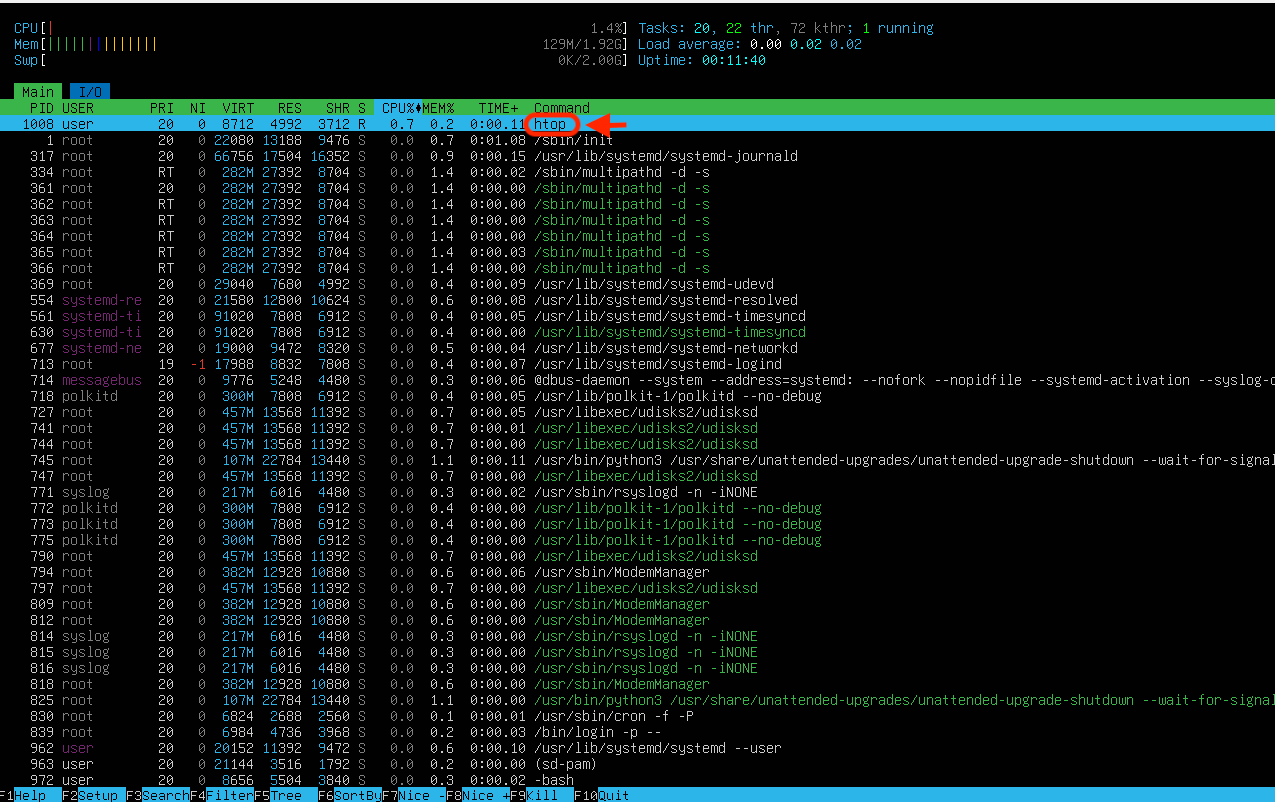 CPU[| 1.4%] Tasks: 20, 22 thr, 72 kthr; 1 running
Mem[||||||||||||||| 129M/1.92G] Load average: 0.00 0.02 0.02
Swp[ 0K/2.00G] Uptime: 00:11:40
Main I/O
PID USER PRI NI VIRT RES SHR S CPU% MEM% TIME+ Command
1008 user 20 0 8712 4992 3712 R 0.7 0.2 0:00.11 htop
1 root 20 0 22080 13188 9476 S 0.0 0.7 0:01.08 /sbin/init
317 root 20 0 66756 17504 16352 S 0.0 0.9 0:00.15 /usr/lib/systemd/systemd-journald
334 root RT 0 282M 27392 8704 S 0.0 1.4 0:00.02 /sbin/multipathd -d -s
361 root 20 0 282M 27392 8704 S 0.0 1.4 0:00.00 /sbin/multipathd -d -s
362 root RT 0 282M 27392 8704 S 0.0 1.4 0:00.00 /sbin/multipathd -d -s
363 root RT 0 282M 27392 8704 S 0.0 1.4 0:00.00 /sbin/multipathd -d -s
364 root RT 0 282M 27392 8704 S 0.0 1.4 0:00.00 /sbin/multipathd -d -s
365 root RT 0 282M 27392 8704 S 0.0 1.4 0:00.03 /sbin/multipathd -d -s
366 root RT 0 282M 27392 8704 S 0.0 1.4 0:00.00 /sbin/multipathd -d -s
369 root 20 0 29040 7680 4992 S 0.0 0.4 0:00.09 /usr/lib/systemd/systemd-udevd
554 systemd-re 20 0 21580 12800 10624 S 0.0 0.6 0:00.08 /usr/lib/systemd/systemd-resolved
561 systemd-ti 20 0 91020 7808 6912 S 0.0 0.4 0:00.05 /usr/lib/systemd/systemd-timesyncd
630 systemd-ti 20 0 91020 7808 6912 S 0.0 0.4 0:00.00 /usr/lib/systemd/systemd-timesyncd
677 systemd-ne 20 0 19000 9472 8320 S 0.0 0.5 0:00.04 /usr/lib/systemd/systemd-networkd
713 root 19 -1 17988 8832 7808 S 0.0 0.4 0:00.07 /usr/lib/systemd/systemd-logind
714 messagebus 20 0 9776 5248 4480 S 0.0 0.3 0:00.06 @dbus-daemon --system --address=systemd: --nofork --nopidfile --systemd-activation --syslog-o
718 polkitd 20 0 300M 7808 6912 S 0.0 0.4 0:00.05 /usr/lib/polkit-1/polkitd --no-debug
727 root 20 0 457M 13568 11392 S 0.0 0.7 0:00.05 /usr/libexec/udisks2/udisksd
741 root 20 0 457M 13568 11392 S 0.0 0.7 0:00.01 /usr/libexec/udisks2/udisksd
744 root 20 0 457M 13568 11392 S 0.0 0.7 0:00.00 /usr/libexec/udisks2/udisksd
745 root 20 0 107M 22784 13440 S 0.0 1.1 0:00.11 /usr/bin/python3 /usr/share/unattended-upgrades/unattended-upgrade-shutdown --wait-for-signal
747 root 20 0 457M 13568 11392 S 0.0 0.7 0:00.00 /usr/libexec/udisks2/udisksd
771 syslog 20 0 217M 6016 4480 S 0.0 0.3 0:00.02 /usr/sbin/rsyslogd -n -iNONE
772 polkitd 20 0 300M 7808 6912 S 0.0 0.4 0:00.00 /usr/lib/polkit-1/polkitd --no-debug
773 polkitd 20 0 300M 7808 6912 S 0.0 0.4 0:00.00 /usr/lib/polkit-1/polkitd --no-debug
775 polkitd 20 0 300M 7808 6912 S 0.0 0.4 0:00.00 /usr/lib/polkit-1/polkitd --no-debug
790 root 20 0 457M 13568 11392 S 0.0 0.7 0:00.00 /usr/libexec/udisks2/udisksd
794 root 20 0 382M 12928 10880 S 0.0 0.6 0:00.06 /usr/sbin/ModemManager
797 root 20 0 457M 13568 11392 S 0.0 0.7 0:00.00 /usr/libexec/udisks2/udisksd
809 root 20 0 382M 12928 10880 S 0.0 0.6 0:00.00 /usr/sbin/ModemManager
812 root 20 0 382M 12928 10880 S 0.0 0.6 0:00.00 /usr/sbin/ModemManager
814 syslog 20 0 217M 6016 4480 S 0.0 0.3 0:00.00 /usr/sbin/rsyslogd -n -iNONE
815 syslog 20 0 217M 6016 4480 S 0.0 0.3 0:00.00 /usr/sbin/rsyslogd -n -iNONE
816 syslog 20 0 217M 6016 4480 S 0.0 0.3 0:00.00 /usr/sbin/rsyslogd -n -iNONE
818 root 20 0 382M 12928 10880 S 0.0 0.6 0:00.00 /usr/sbin/ModemManager
825 root 20 0 107M 22784 13440 S 0.0 1.1 0:00.00 /usr/bin/python3 /usr/share/unattended-upgrades/unattended-upgrade-shutdown --wait-for-signal
830 root 20 0 6824 2688 2560 S 0.0 0.1 0:00.01 /usr/sbin/cron -f -P
839 root 20 0 6984 4736 3968 S 0.0 0.2 0:00.03 /bin/login -p --
962 user 20 0 20152 11392 9472 S 0.0 0.6 0:00.10 /usr/lib/systemd/systemd --user
963 user 20 0 21144 3516 1792 S 0.0 0.2 0:00.00 (sd-pam)
972 user 20 0 8656 5504 3840 S 0.0 0.3 0:00.02 -bash
F1Help F2Setup F3SearchF4FilterF5Tree F6SortByF7Nice -F8Nice +F9Kill F10Quit